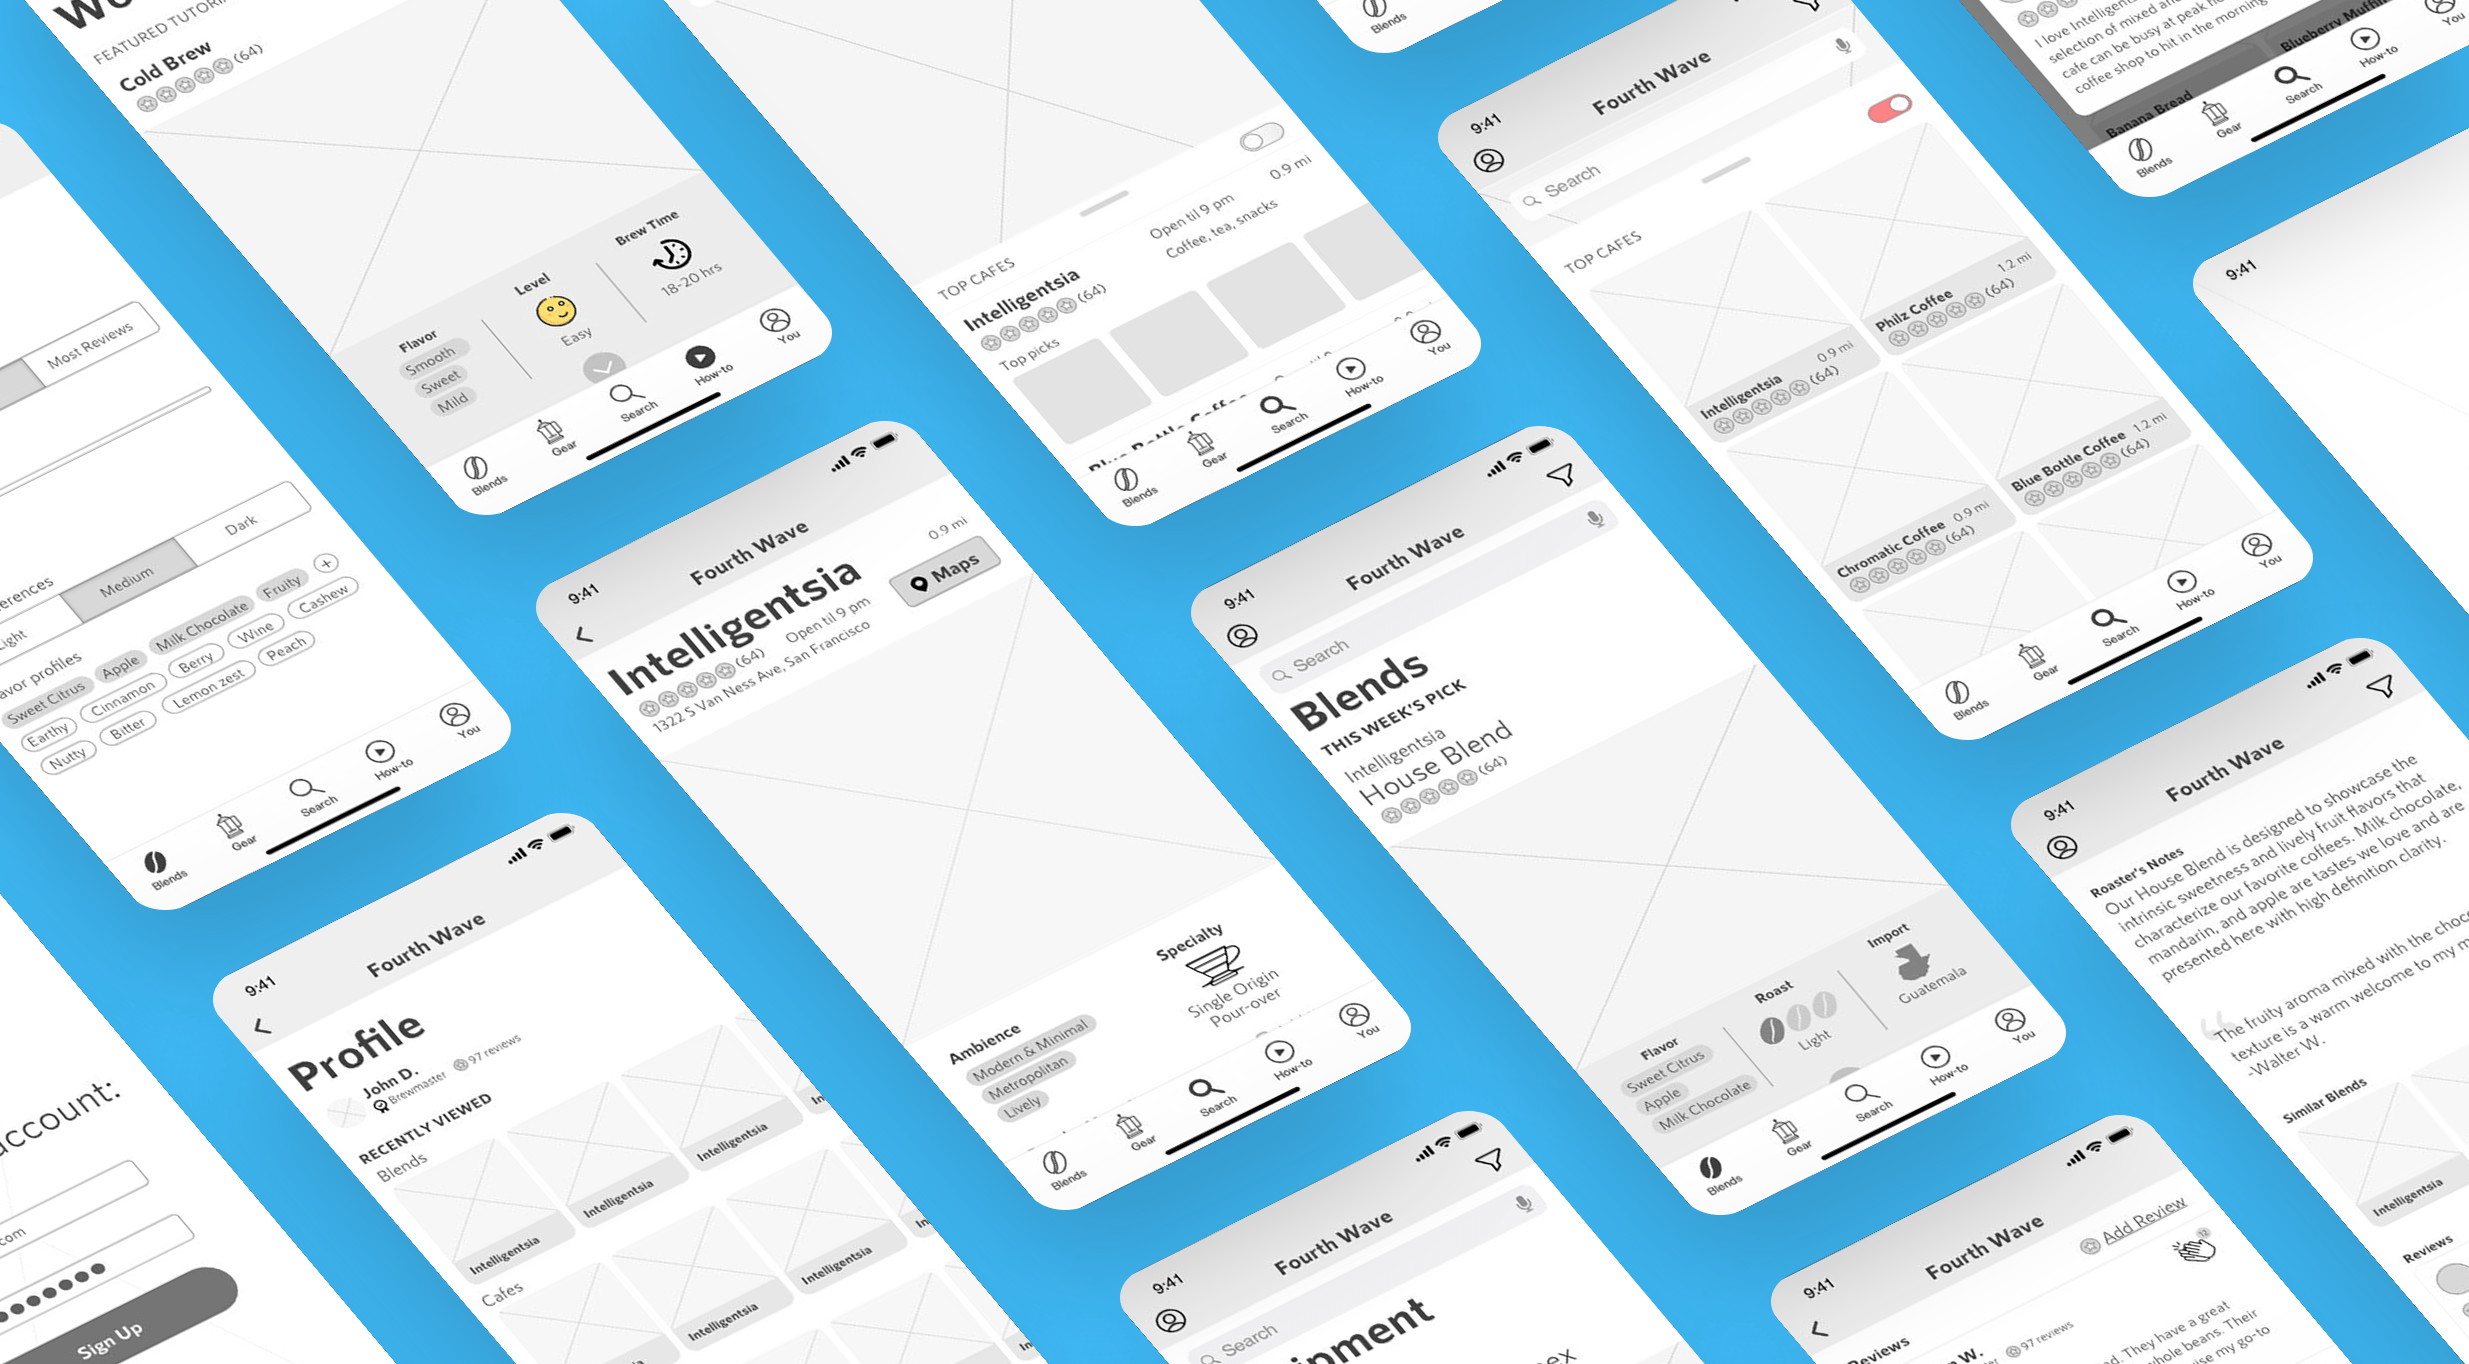 FEATURED TUTORI
Cold Brew
(64)
Flavor
Smooth
Sweet
Mild
Level
Easy
Brew Time
18-20 hrs
Blends
Gear
Search
How-to
You
Most Reviews
Light
Medium
Dark
Sweet Citrus
Apple
Milk Chocolate
Fruity
+
Earthy
Cinnamon
Berry
Wine
Cashew
Nutty
Bitter
Lemon zest
Peach
Blends
Gear
Search
How-to
You
account:
.com
Sign Up
9:41
Fourth Wave
Profile
John D.
Brewmaster
97 reviews
RECENTLY VIEWED
Blends
Intelligentsia
Intelligentsia
Intelligentsia
Cafes
Intelligentsia
Intelligentsia
TOP CAFES
Intelligentsia
(64)
Open til 9 pm
0.9 mi
Coffee, tea, snacks
Top picks
Blends
Gear
Search
How-to
You
9:41
Fourth Wave
Intelligentsia
(64)
Open til 9 pm
1322 S Van Ness Ave, San Francisco
0.9 mi
Maps
Ambience
Modern & Minimal
Metropolitan
Lively
Specialty
Single Origin
Pour-over
Blends
Gear
Search
How-to
You
Blends
9:41
Fourth Wave
Search
TOP CAFES
Intelligentsia
0.9 mi
(64)
Philz Coffee
1.2 mi
(64)
Chromatic Coffee
0.9 mi
(64)
Blue Bottle Coffee
1.2 mi
(64)
Blends
Gear
Search
How-to
You
9:41
Fourth Wave
Search
Blends
THIS WEEK'S PICK
Intelligentsia
House Blend
(64)
Flavor
Sweet Citrus
Apple
Milk Chocolate
Roast
Light
Import
Guatemala
Blends
Gear
Search
How-to
You
9:41
Fourth Wave
Search
ipment
I love Intelligent
selection of mixed an
cafe can be busy at peak h
coffee shop to hit in the morning
Blueberry Muffin
Banana Bread
Blends
Gear
Search
How-to
You
9:41
9:41
Fourth Wave
Roaster's Notes
Our House Blend is designed to showcase the
intrinsic sweetness and lively fruit flavors that
characterize our favorite coffees. Milk chocolate,
mandarin, and apple are tastes we love and are
presented here with high definition clarity.
The fruity aroma mixed with the choco
texture is a warm welcome to my m
-Walter W.
Similar Blends
Intelligentsia
Reviews
9:41
Fourth Wave
Add Review
12
Reviews
W.
97 reviews
d. They have a great
whole beans. Their
ise my go-to